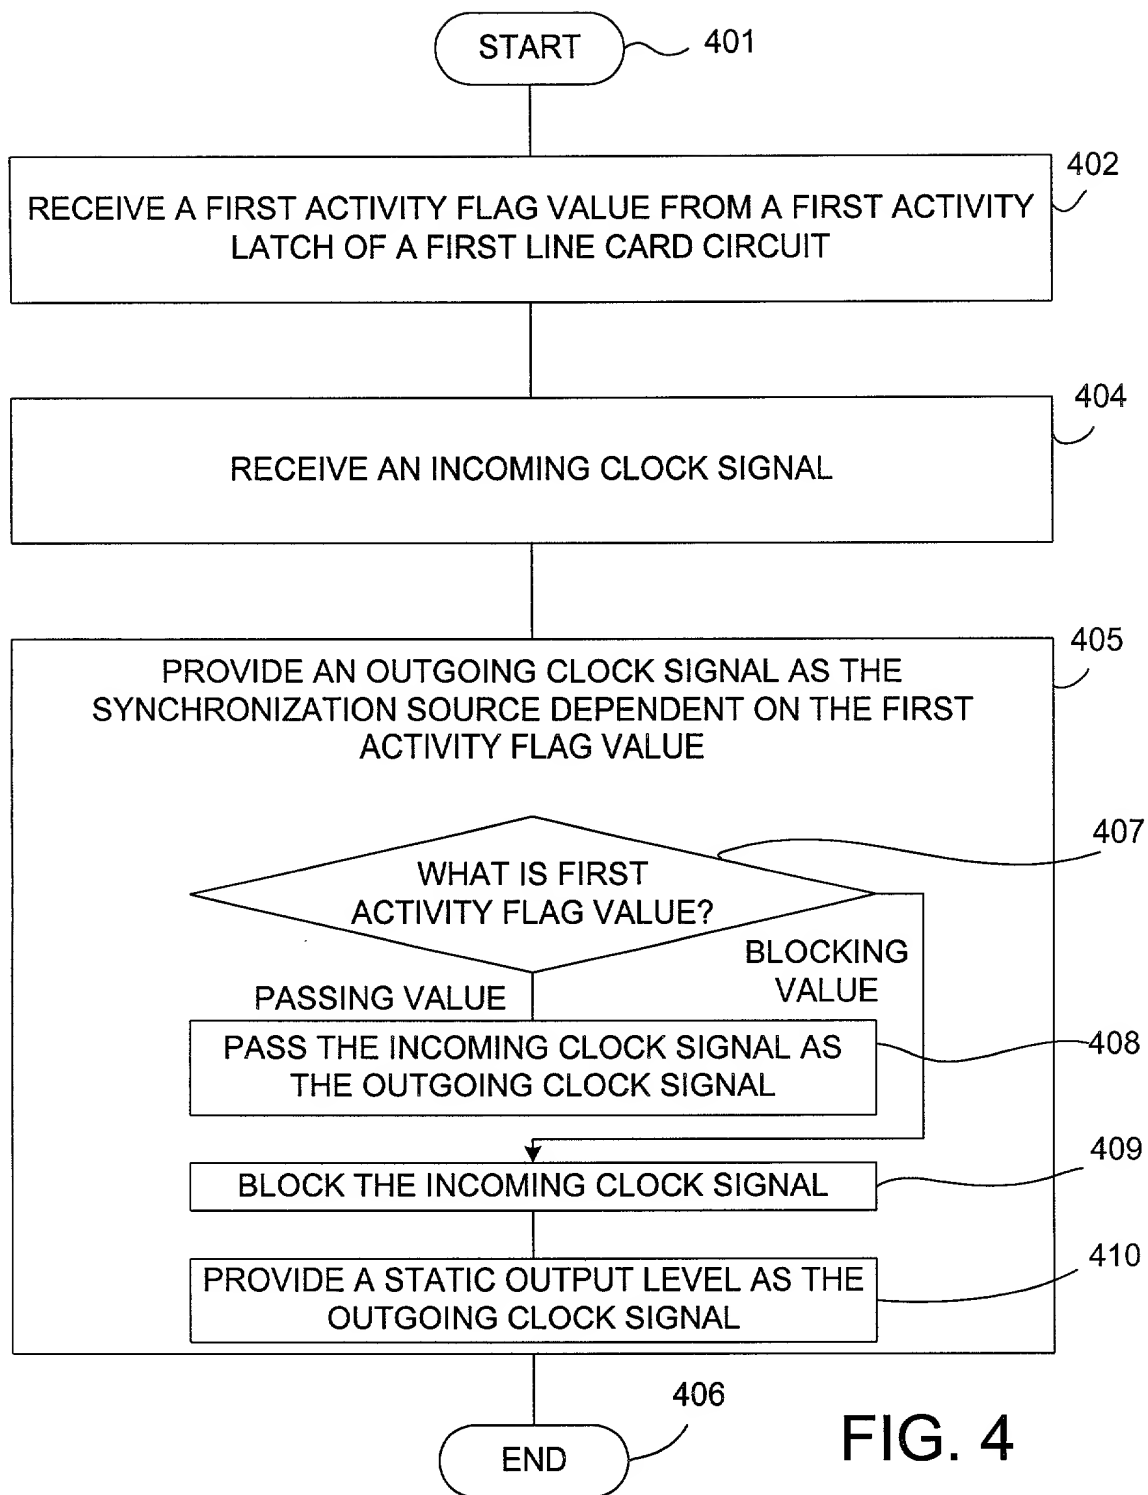 START
401
402
RECEIVE A FIRST ACTIVITY FLAG VALUE FROM A FIRST ACTIVITY
LATCH OF A FIRST LINE CARD CIRCUIT
404
RECEIVE AN INCOMING CLOCK SIGNAL
405
PROVIDE AN OUTGOING CLOCK SIGNAL AS THE
SYNCHRONIZATION SOURCE DEPENDENT ON THE FIRST
ACTIVITY FLAG VALUE
407
WHAT IS FIRST
ACTIVITY FLAG VALUE?
BLOCKING
VALUE
PASSING VALUE
PASS THE INCOMING CLOCK SIGNAL AS
THE OUTGOING CLOCK SIGNAL
408
409
BLOCK THE INCOMING CLOCK SIGNAL
410
PROVIDE A STATIC OUTPUT LEVEL AS THE
OUTGOING CLOCK SIGNAL
406
END
FIG. 4